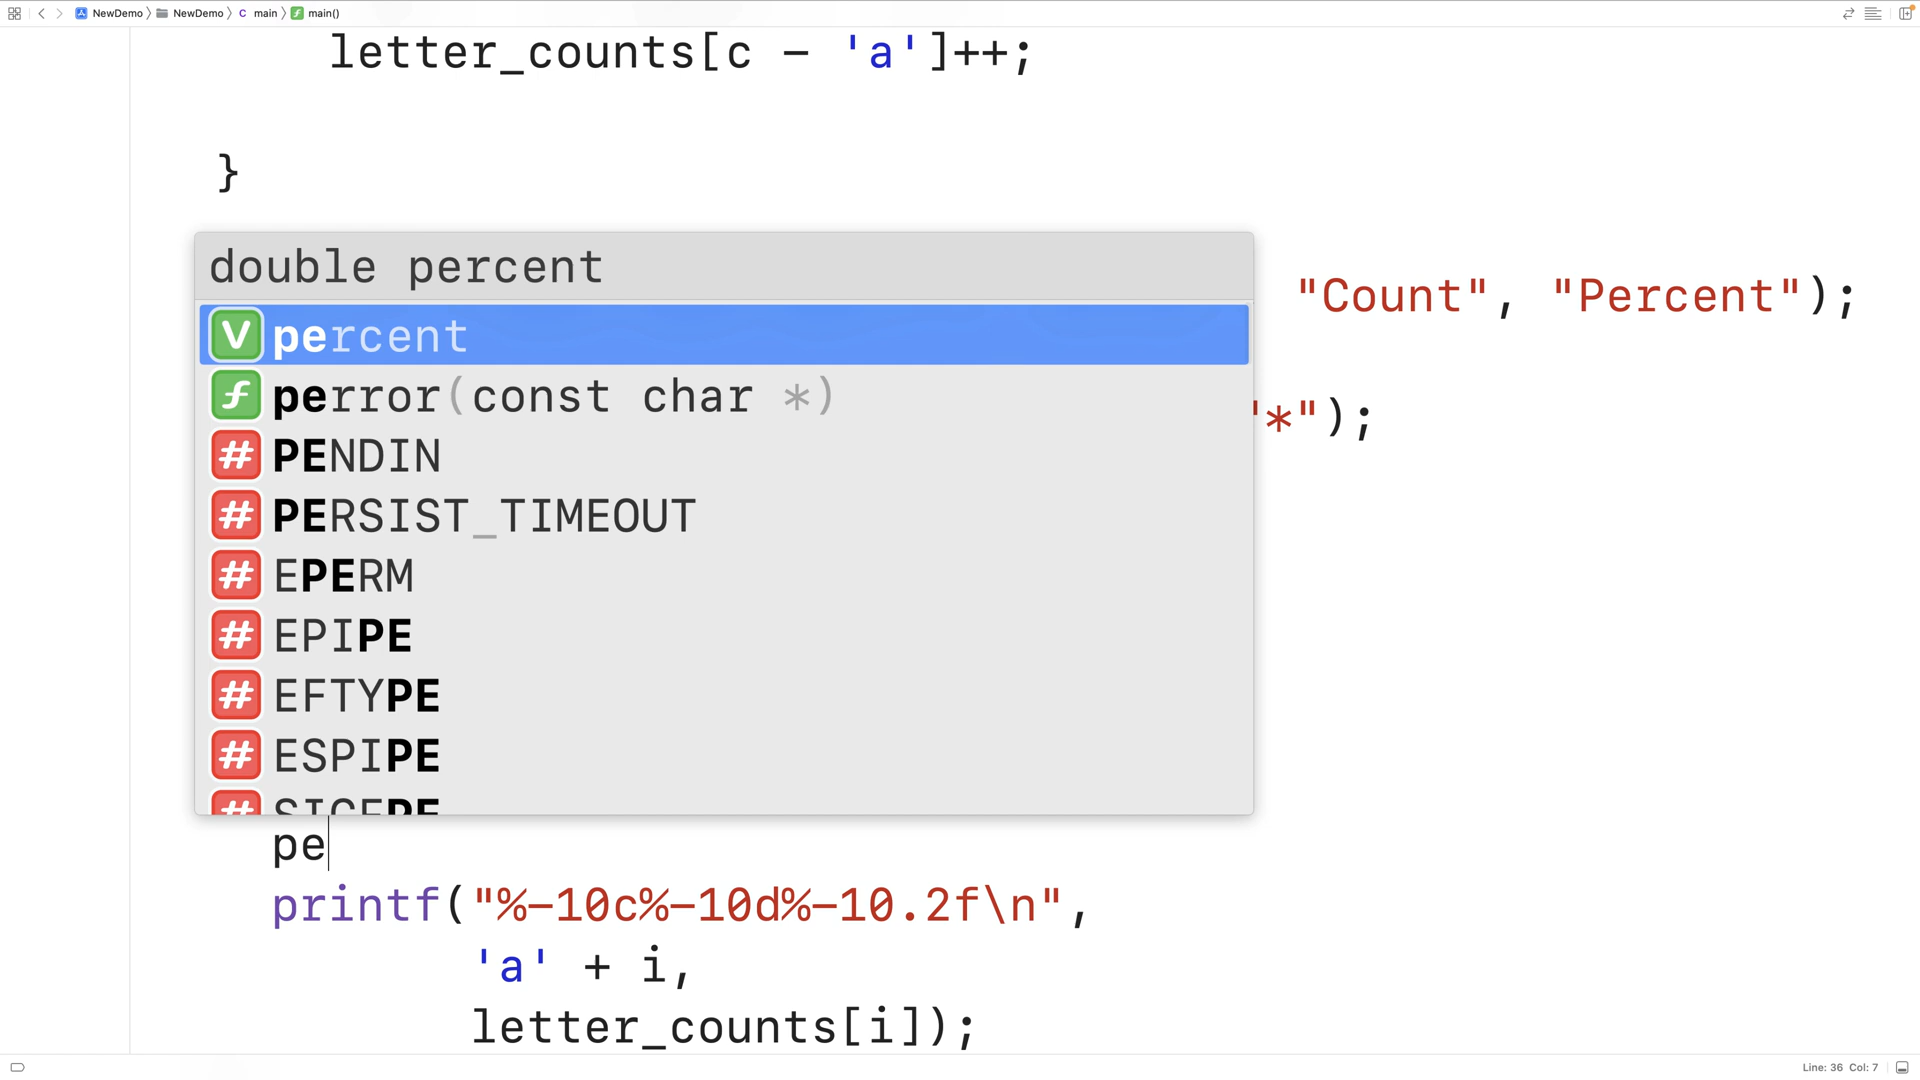 NewDemo NewDemo C main f main()
letter_counts[c - 'a']++;
}
double percent
"Count", "Percent");
V percent
f perror(const char *)
"*");
# PENDIN
# PERSIST_TIMEOUT
# EPERM
# EPIPE
# EFTYPE
# ESPIPE
pe
printf("%-10c%-10d%-10.2f\n",
'a' + i,
letter_counts[i]);
Line: 36 Col: 7